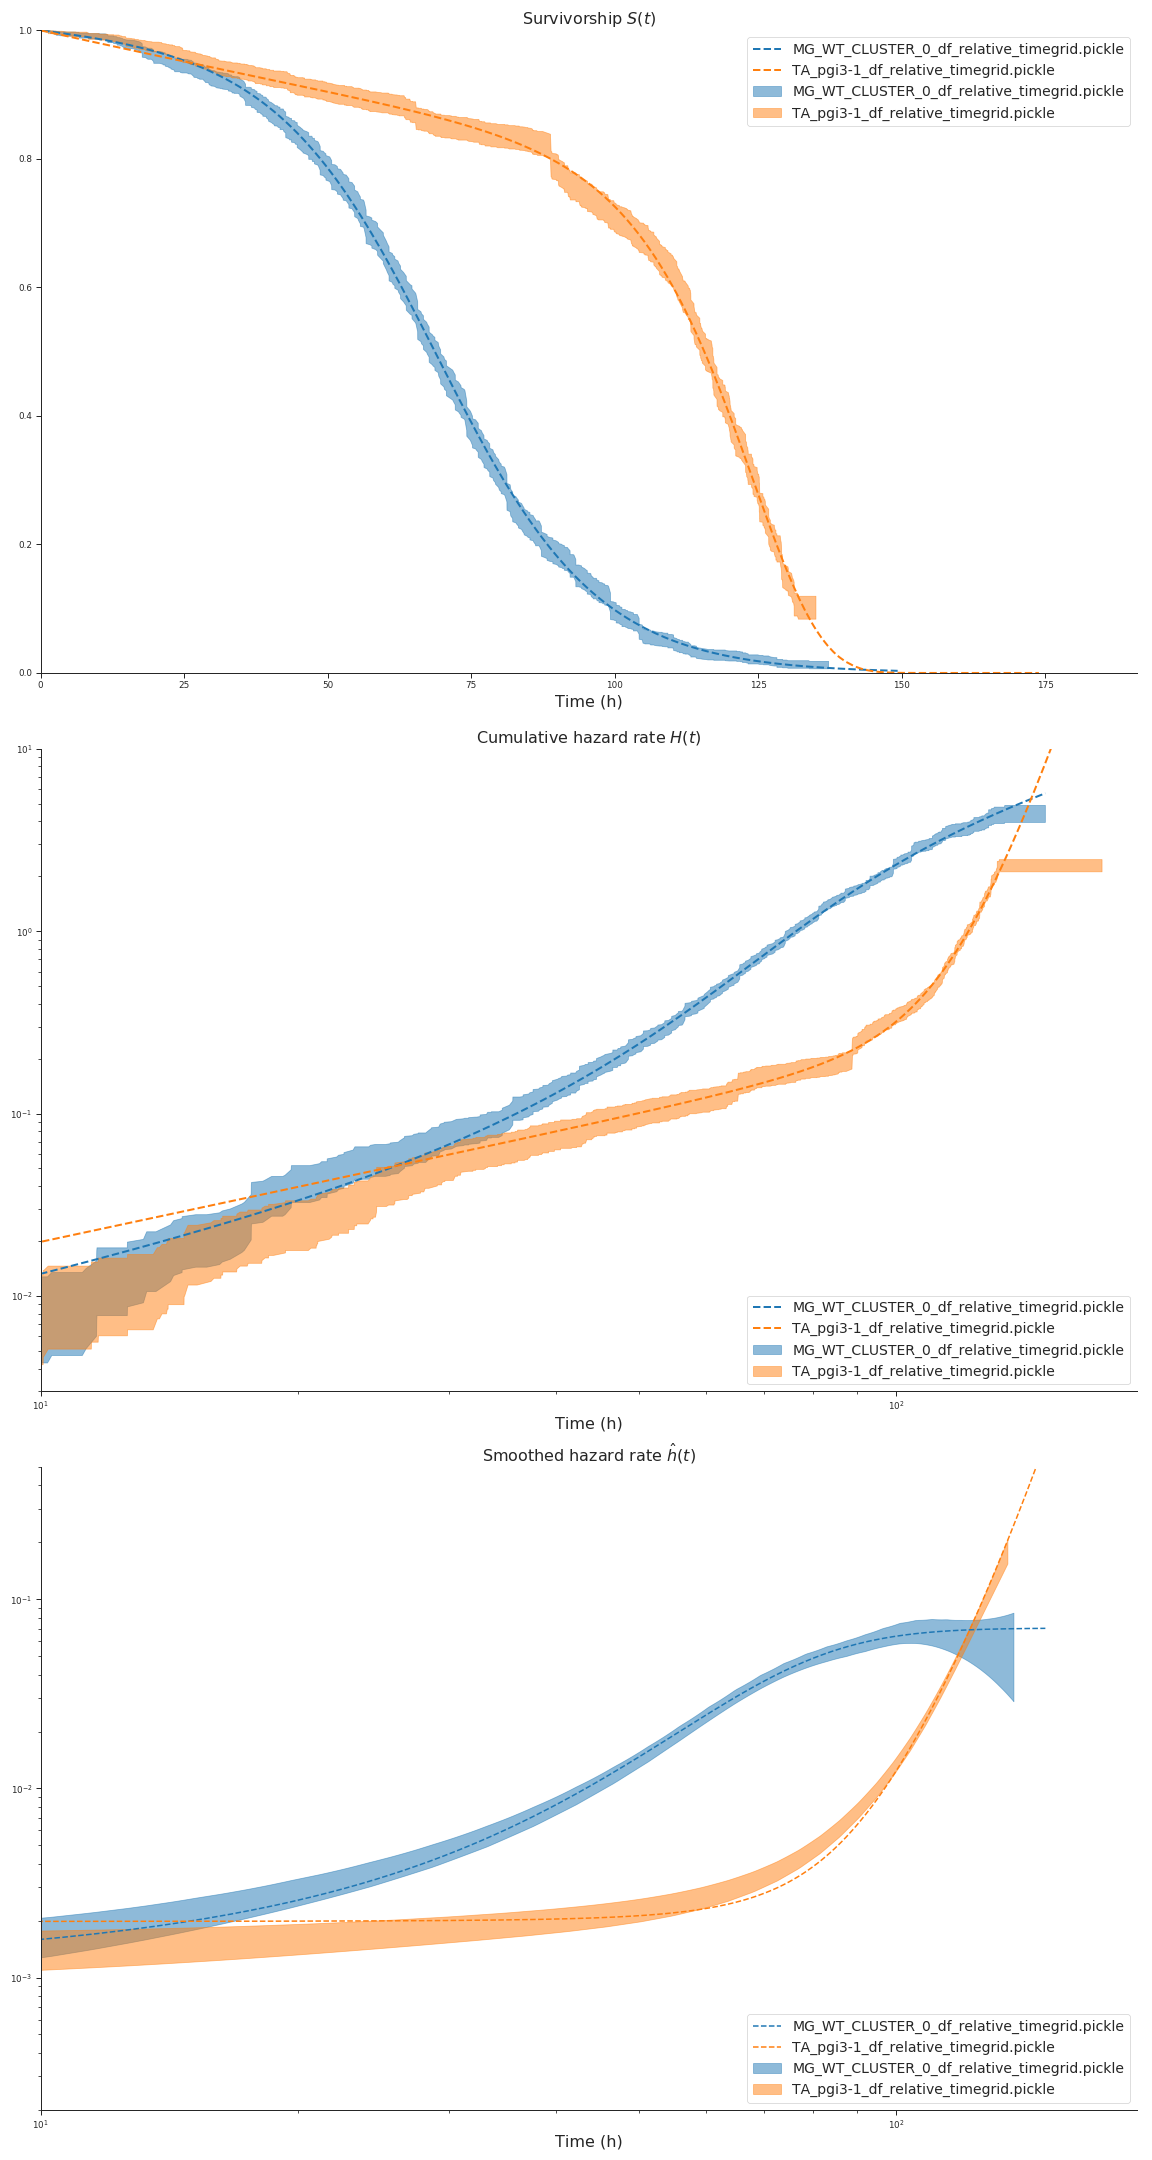 Survivorship S(t)
1.0
0.8
0.6
0.4
0.2
0.0
MG_WT_CLUSTER_0_df_relative_timegrid.pickle
TA_pgi3-1_df_relative_timegrid.pickle
MG_WT_CLUSTER_0_df_relative_timegrid.pickle
TA_pgi3-1_df_relative_timegrid.pickle
0 25 50 75 100 125 150 175
Time (h)
Cumulative hazard rate H(t)
10¹
10⁰
10⁻¹
10⁻²
MG_WT_CLUSTER_0_df_relative_timegrid.pickle
TA_pgi3-1_df_relative_timegrid.pickle
MG_WT_CLUSTER_0_df_relative_timegrid.pickle
TA_pgi3-1_df_relative_timegrid.pickle
10¹ 10²
Time (h)
Smoothed hazard rate ĥ(t)
10⁻¹
10⁻²
10⁻³
MG_WT_CLUSTER_0_df_relative_timegrid.pickle
TA_pgi3-1_df_relative_timegrid.pickle
MG_WT_CLUSTER_0_df_relative_timegrid.pickle
TA_pgi3-1_df_relative_timegrid.pickle
10¹ 10²
Time (h)